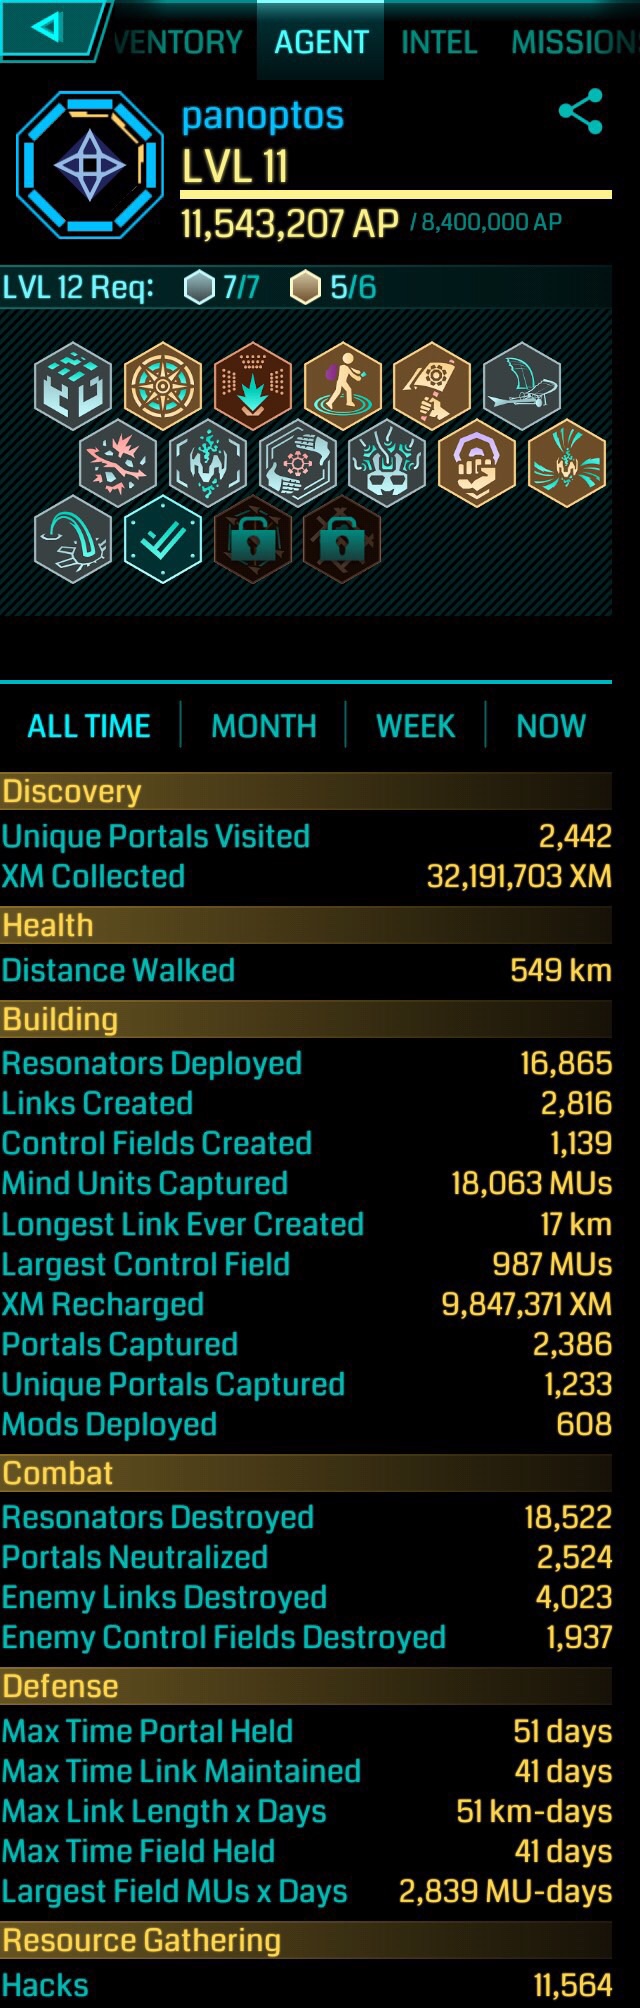 VENTORY AGENT INTEL MISSION
panoptos
LVL 11
11,543,207 AP / 8,400,000 AP
LVL 12 Req: 7/7 5/6
ALL TIME MONTH WEEK NOW
Discovery
Unique Portals Visited 2,442
XM Collected 32,191,703 XM
Health
Distance Walked 549 km
Building
Resonators Deployed 16,865
Links Created 2,816
Control Fields Created 1,139
Mind Units Captured 18,063 MUs
Longest Link Ever Created 17 km
Largest Control Field 987 MUs
XM Recharged 9,847,371 XM
Portals Captured 2,386
Unique Portals Captured 1,233
Mods Deployed 608
Combat
Resonators Destroyed 18,522
Portals Neutralized 2,524
Enemy Links Destroyed 4,023
Enemy Control Fields Destroyed 1,937
Defense
Max Time Portal Held 51 days
Max Time Link Maintained 41 days
Max Link Length x Days 51 km-days
Max Time Field Held 41 days
Largest Field MUs x Days 2,839 MU-days
Resource Gathering
Hacks 11,564